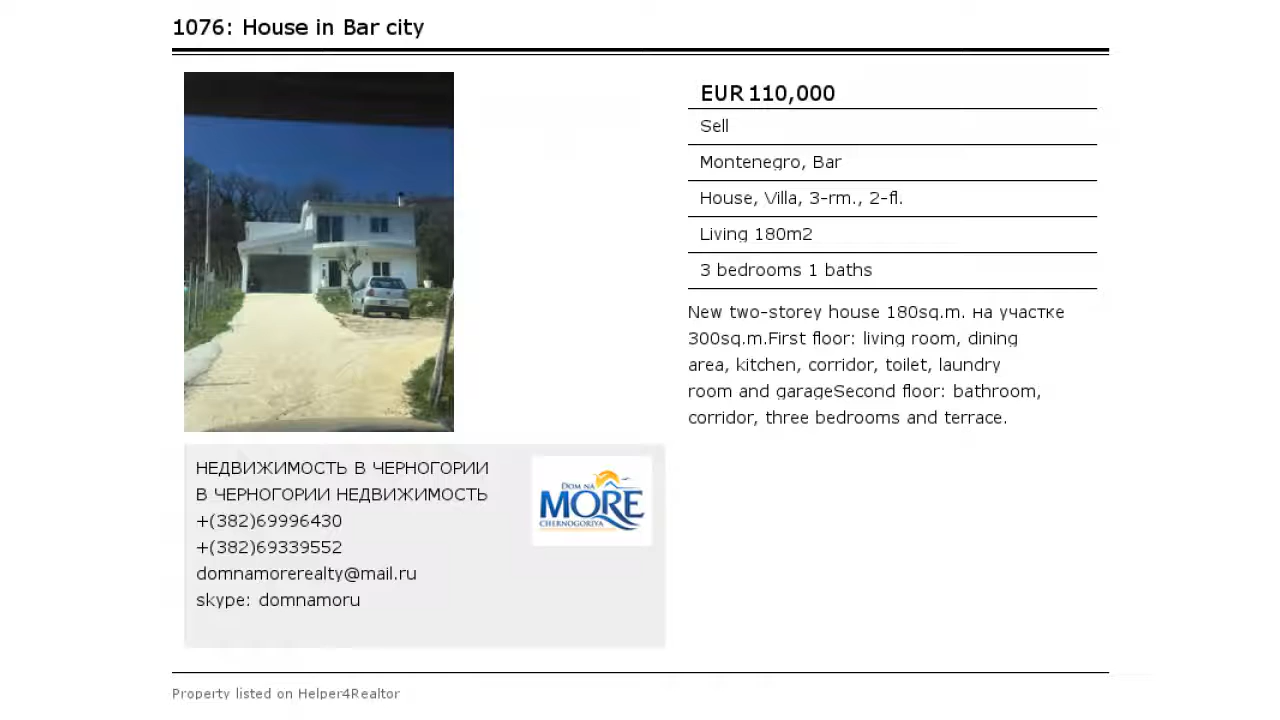 1076: House in Bar city
EUR 110,000
Sell
Montenegro, Bar
House, Villa, 3-rm., 2-fl.
Living 180m2
3 bedrooms 1 baths
New two-storey house 180sq.m. на участке
300sq.m.First floor: living room, dining
area, kitchen, corridor, toilet, laundry
room and garageSecond floor: bathroom,
corridor, three bedrooms and terrace.
НЕДВИЖИМОСТЬ В ЧЕРНОГОРИИ
В ЧЕРНОГОРИИ НЕДВИЖИМОСТЬ
+(382)69996430
+(382)69339552
domnamorerealty@mail.ru
skype: domnamoru
DOM NA
MORE
CHERNOGORIYA
Property listed on Helper4Realtor